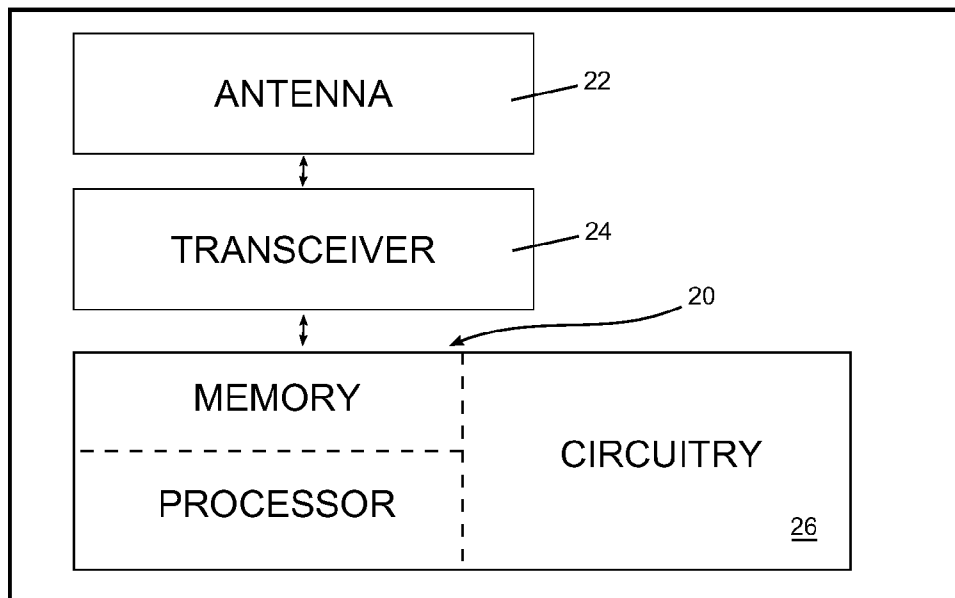 ANTENNA
22
TRANSCEIVER
24
20
MEMORY
CIRCUITRY
PROCESSOR
26